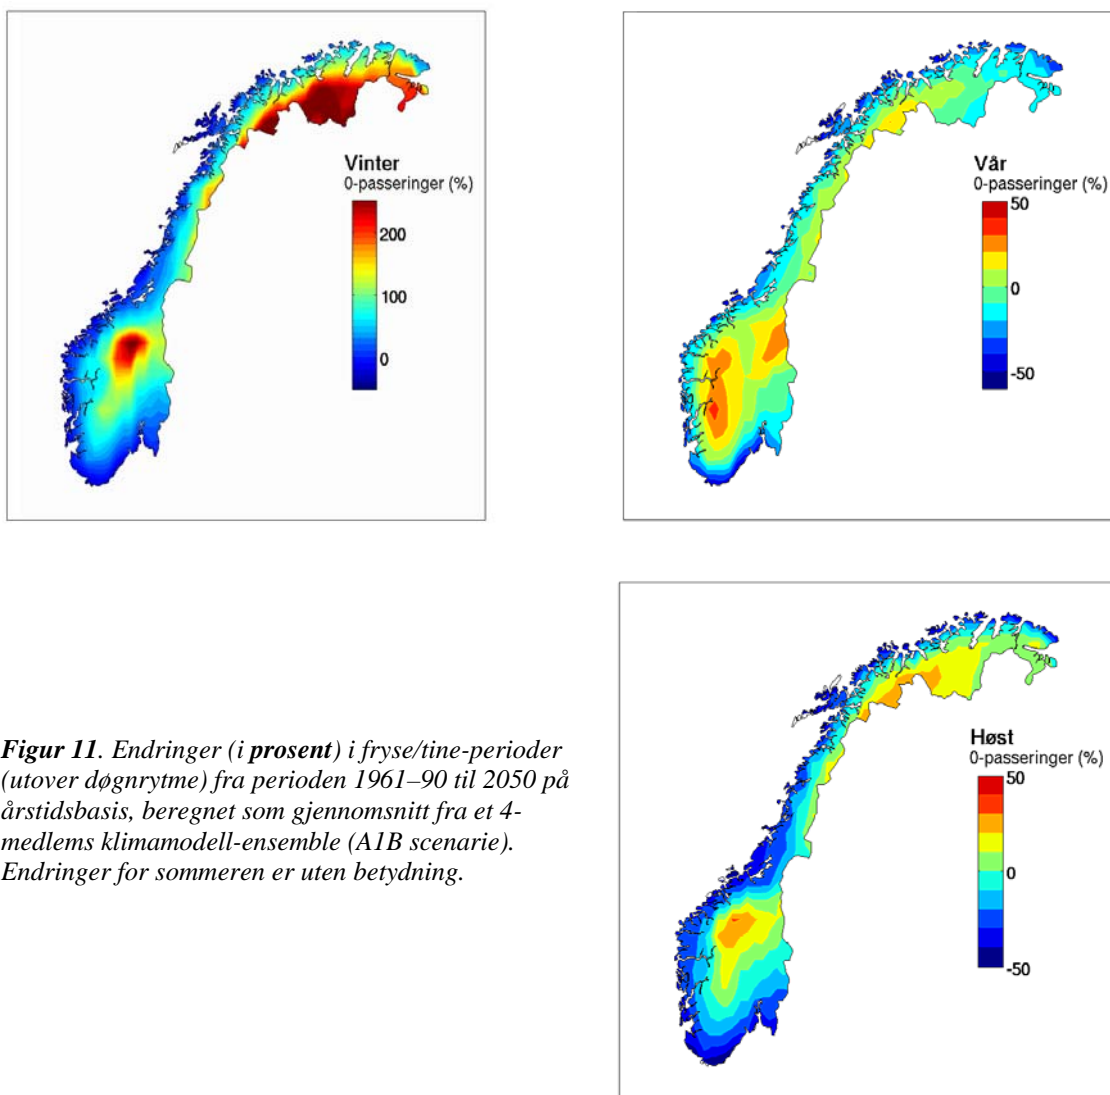 Vinter
0-passeringer (%)
200
100
0
Vår
0-passeringer (%)
50
0
-50
Høst
0-passeringer (%)
50
0
-50
Figur 11. Endringer (i prosent) i fryse/tine-perioder
(utover døgnrytme) fra perioden 1961–90 til 2050 på
årstidsbasis, beregnet som gjennomsnitt fra et 4-
medlems klimamodell-ensemble (A1B scenarie).
Endringer for sommeren er uten betydning.